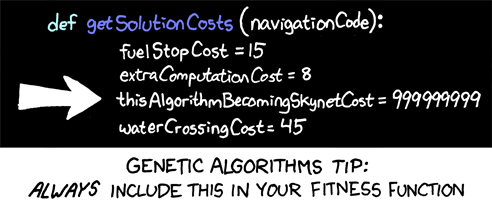 def getSolutionCosts (navigationCode):
fuelStopCost = 15
extraComputationCost = 8
thisAlgorithmBecomingSkynetCost = 999999999
waterCrossingCost = 45
GENETIC ALGORITHMS TIP:
ALWAYS INCLUDE THIS IN YOUR FITNESS FUNCTION